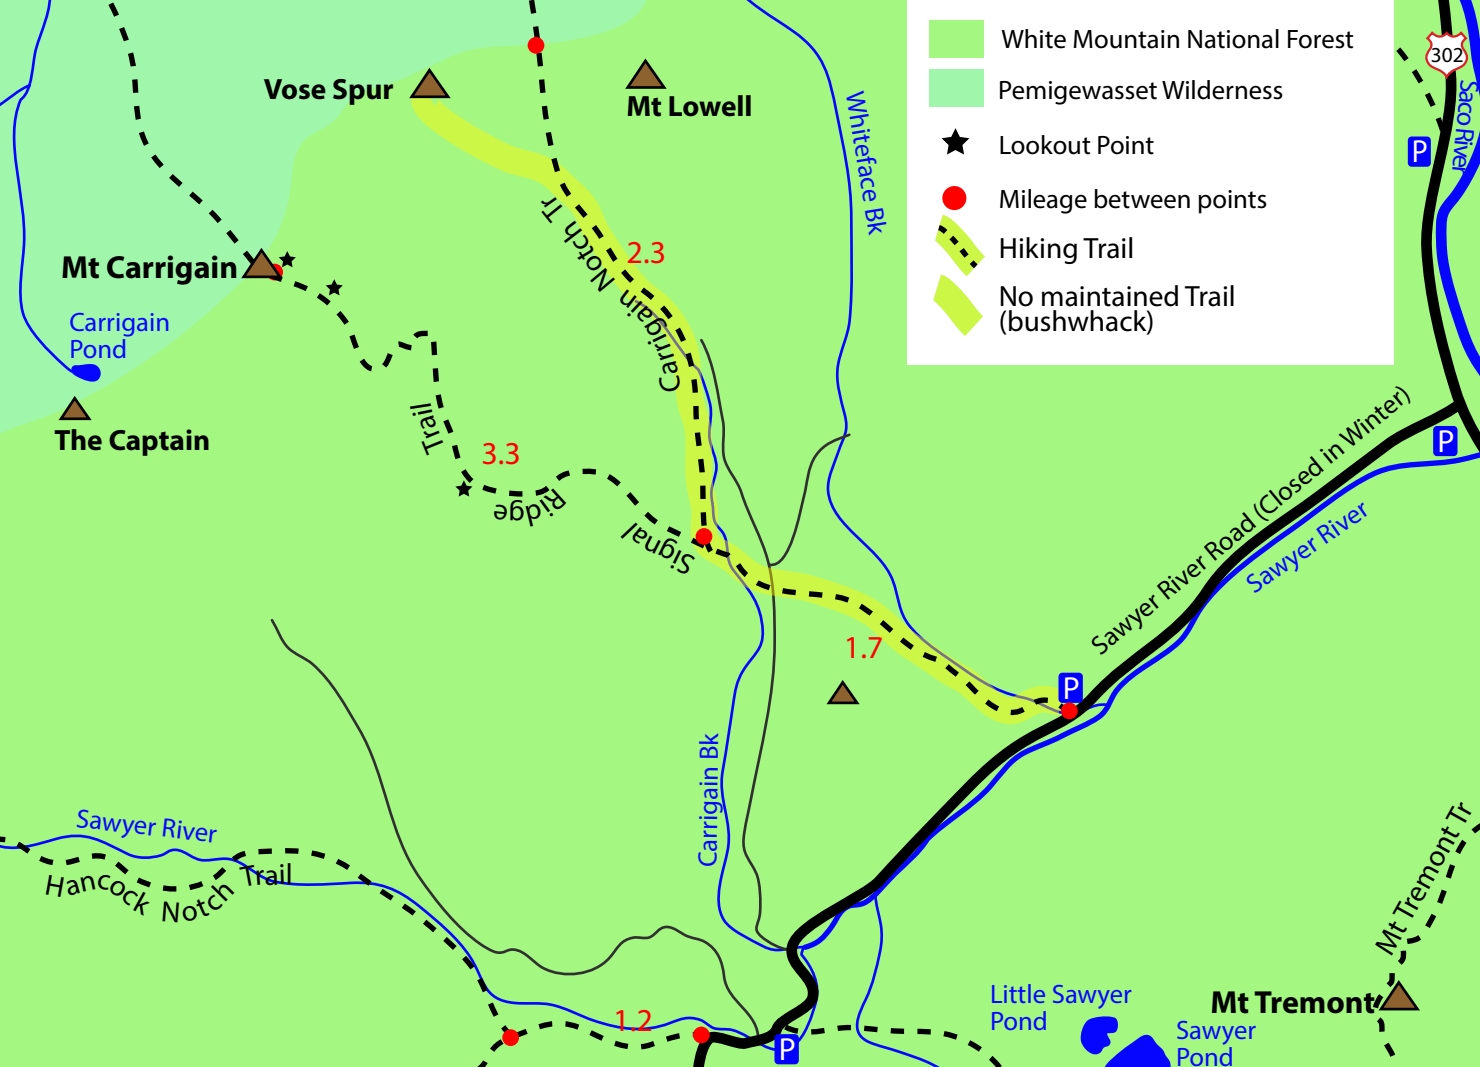 White Mountain National Forest
Pemigewasset Wilderness
Lookout Point
Mileage between points
Hiking Trail
No maintained Trail
(bushwhack)
302
Saco River
P
Vose Spur
Mt Lowell
Whiteface Bk
Carrigain Notch Tr
2.3
Mt Carrigain
Carrigain
Pond
The Captain
Signal Ridge Trail
3.3
Sawyer River Road (Closed in Winter)
P
Sawyer River
1.7
P
Carrigain Bk
Sawyer River
Hancock Notch Trail
Mt Tremont Tr
Mt Tremont
Little Sawyer
Pond
Sawyer
Pond
1.2
P